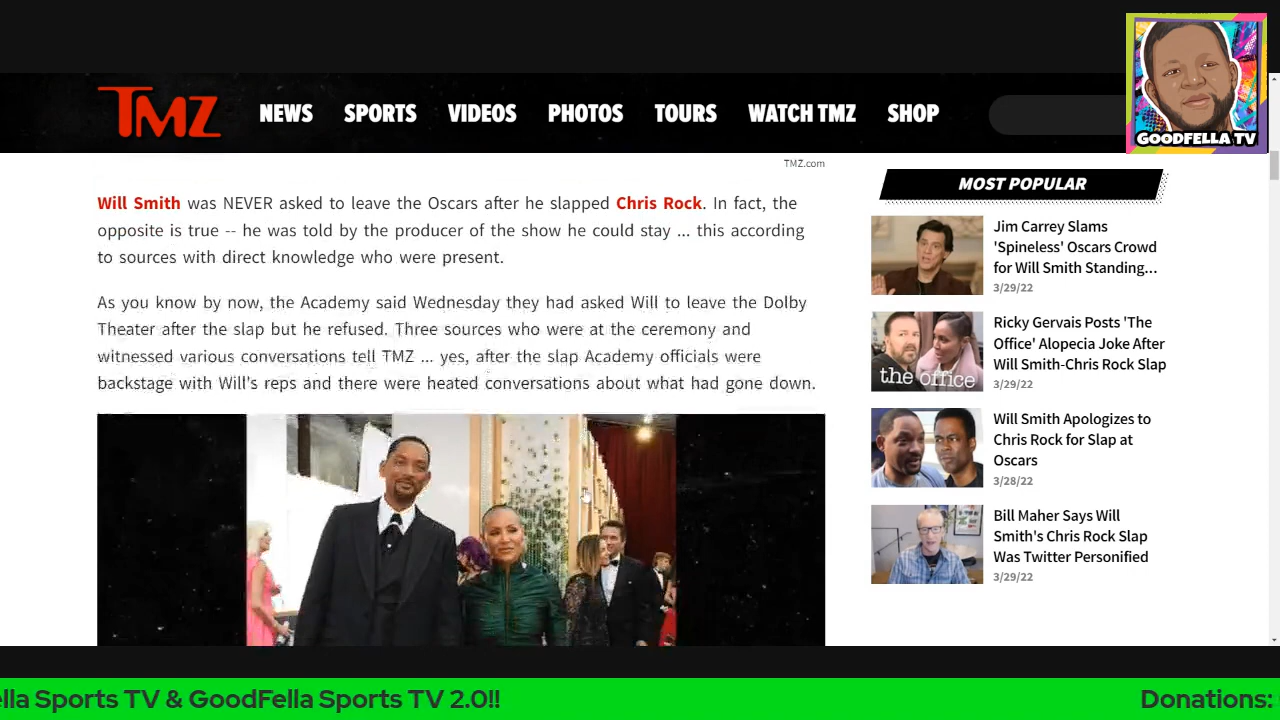 GOODFELLA TV
TMZ
NEWS SPORTS VIDEOS PHOTOS TOURS WATCH TMZ SHOP
TMZ.com
Will Smith was NEVER asked to leave the Oscars after he slapped Chris Rock. In fact, the
opposite is true -- he was told by the producer of the show he could stay ... this according
to sources with direct knowledge who were present.
As you know by now, the Academy said Wednesday they had asked Will to leave the Dolby
Theater after the slap but he refused. Three sources who were at the ceremony and
witnessed various conversations tell TMZ ... yes, after the slap Academy officials were
backstage with Will's reps and there were heated conversations about what had gone down.
MOST POPULAR
Jim Carrey Slams
'Spineless' Oscars Crowd
for Will Smith Standing...
3/29/22
the office
Ricky Gervais Posts 'The
Office' Alopecia Joke After
Will Smith-Chris Rock Slap
3/29/22
Will Smith Apologizes to
Chris Rock for Slap at
Oscars
3/28/22
Bill Maher Says Will
Smith's Chris Rock Slap
Was Twitter Personified
3/29/22
lla Sports TV & GoodFella Sports TV 2.0!! Donations: